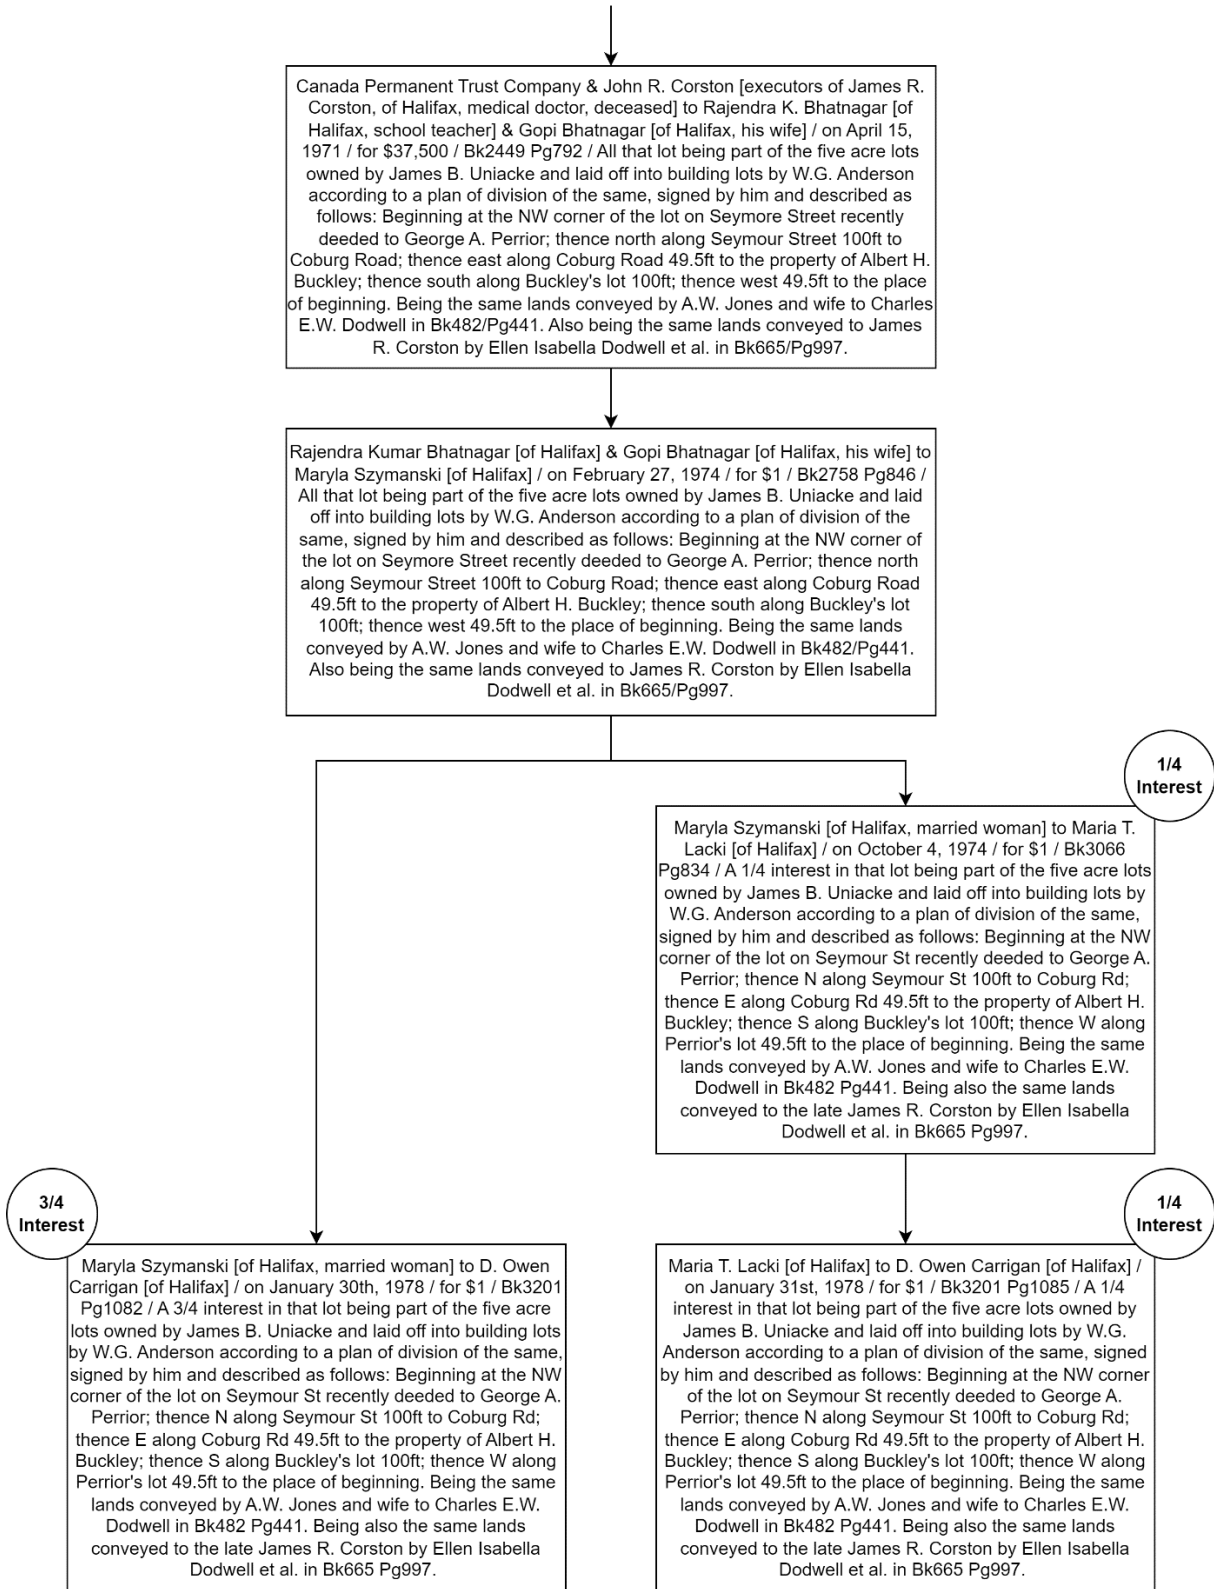 Canada Permanent Trust Company & John R. Corston [executors of James R.
Corston, of Halifax, medical doctor, deceased] to Rajendra K. Bhatnagar [of
Halifax, school teacher] & Gopi Bhatnagar [of Halifax, his wife] / on April 15,
1971 / for $37,500 / Bk2449 Pg792 / All that lot being part of the five acre lots
owned by James B. Uniacke and laid off into building lots by W.G. Anderson
according to a plan of division of the same, signed by him and described as
follows: Beginning at the NW corner of the lot on Seymore Street recently
deeded to George A. Perrior; thence north along Seymour Street 100ft to
Coburg Road; thence east along Coburg Road 49.5ft to the property of Albert H.
Buckley; thence south along Buckley's lot 100ft; thence west 49.5ft to the place
of beginning. Being the same lands conveyed by A.W. Jones and wife to Charles
E.W. Dodwell in Bk482/Pg441. Also being the same lands conveyed to James
R. Corston by Ellen Isabella Dodwell et al. in Bk665/Pg997.
Rajendra Kumar Bhatnagar [of Halifax] & Gopi Bhatnagar [of Halifax, his wife] to
Maryla Szymanski [of Halifax] / on February 27, 1974 / for $1 / Bk2758 Pg846 /
All that lot being part of the five acre lots owned by James B. Uniacke and laid
off into building lots by W.G. Anderson according to a plan of division of the
same, signed by him and described as follows: Beginning at the NW corner of
the lot on Seymore Street recently deeded to George A. Perrior; thence north
along Seymour Street 100ft to Coburg Road; thence east along Coburg Road
49.5ft to the property of Albert H. Buckley; thence south along Buckley's lot
100ft; thence west 49.5ft to the place of beginning. Being the same lands
conveyed by A.W. Jones and wife to Charles E.W. Dodwell in Bk482/Pg441.
Also being the same lands conveyed to James R. Corston by Ellen Isabella
Dodwell et al. in Bk665/Pg997.
1/4
Interest
Maryla Szymanski [of Halifax, married woman] to Maria T.
Lacki [of Halifax] / on October 4, 1974 / for $1 / Bk3066
Pg834 / A 1/4 interest in that lot being part of the five acre lots
owned by James B. Uniacke and laid off into building lots by
W.G. Anderson according to a plan of division of the same,
signed by him and described as follows: Beginning at the NW
corner of the lot on Seymour St recently deeded to George A.
Perrior; thence N along Seymour St 100ft to Coburg Rd;
thence E along Coburg Rd 49.5ft to the property of Albert H.
Buckley; thence S along Buckley's lot 100ft; thence W along
Perrior's lot 49.5ft to the place of beginning. Being the same
lands conveyed by A.W. Jones and wife to Charles E.W.
Dodwell in Bk482 Pg441. Being also the same lands
conveyed to the late James R. Corston by Ellen Isabella
Dodwell et al. in Bk665 Pg997.
3/4
Interest
Maryla Szymanski [of Halifax, married woman] to D. Owen
Carrigan [of Halifax] / on January 30th, 1978 / for $1 / Bk3201
Pg1082 / A 3/4 interest in that lot being part of the five acre
lots owned by James B. Uniacke and laid off into building lots
by W.G. Anderson according to a plan of division of the same,
signed by him and described as follows: Beginning at the NW
corner of the lot on Seymour St recently deeded to George A.
Perrior; thence N along Seymour St 100ft to Coburg Rd;
thence E along Coburg Rd 49.5ft to the property of Albert H.
Buckley; thence S along Buckley's lot 100ft; thence W along
Perrior's lot 49.5ft to the place of beginning. Being the same
lands conveyed by A.W. Jones and wife to Charles E.W.
Dodwell in Bk482 Pg441. Being also the same lands
conveyed to the late James R. Corston by Ellen Isabella
Dodwell et al. in Bk665 Pg997.
1/4
Interest
Maria T. Lacki [of Halifax] to D. Owen Carrigan [of Halifax] /
on January 31st, 1978 / for $1 / Bk3201 Pg1085 / A 1/4
interest in that lot being part of the five acre lots owned by
James B. Uniacke and laid off into building lots by W.G.
Anderson according to a plan of division of the same, signed
by him and described as follows: Beginning at the NW corner
of the lot on Seymour St recently deeded to George A.
Perrior; thence N along Seymour St 100ft to Coburg Rd;
thence E along Coburg Rd 49.5ft to the property of Albert H.
Buckley; thence S along Buckley's lot 100ft; thence W along
Perrior's lot 49.5ft to the place of beginning. Being the same
lands conveyed by A.W. Jones and wife to Charles E.W.
Dodwell in Bk482 Pg441. Being also the same lands
conveyed to the late James R. Corston by Ellen Isabella
Dodwell et al. in Bk665 Pg997.